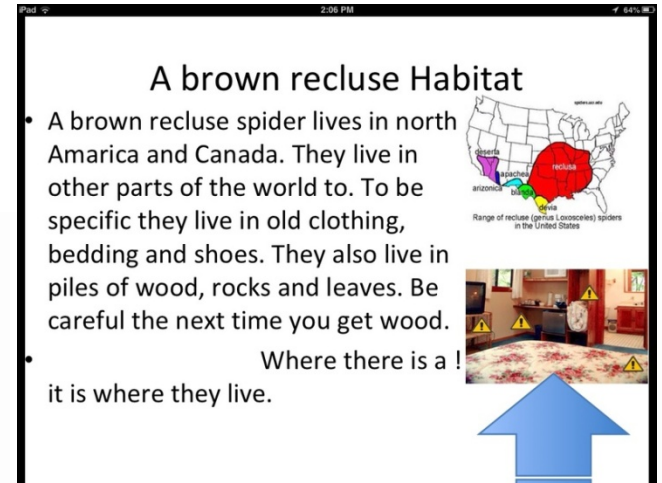 iPad
2:06 PM
64%
A brown recluse Habitat
• A brown recluse spider lives in north
Amarica and Canada. They live in
other parts of the world to. To be
specific they live in old clothing,
bedding and shoes. They also live in
piles of wood, rocks and leaves. Be
careful the next time you get wood.
• Where there is a !
it is where they live.
deserta
apachea
reclusa
arizonica
blanda
devia
Range of recluse (genus Loxosceles) spiders
in the United States